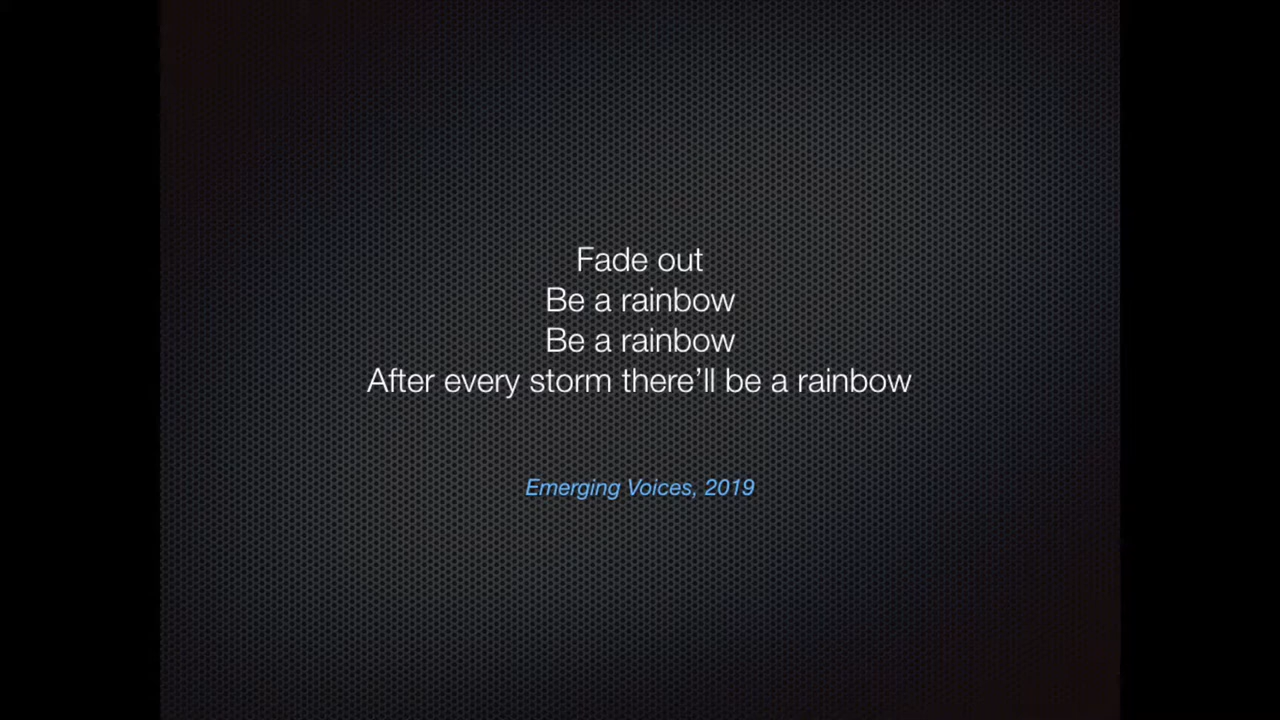 Fade out
Be a rainbow
Be a rainbow
After every storm there’ll be a rainbow
Emerging Voices, 2019